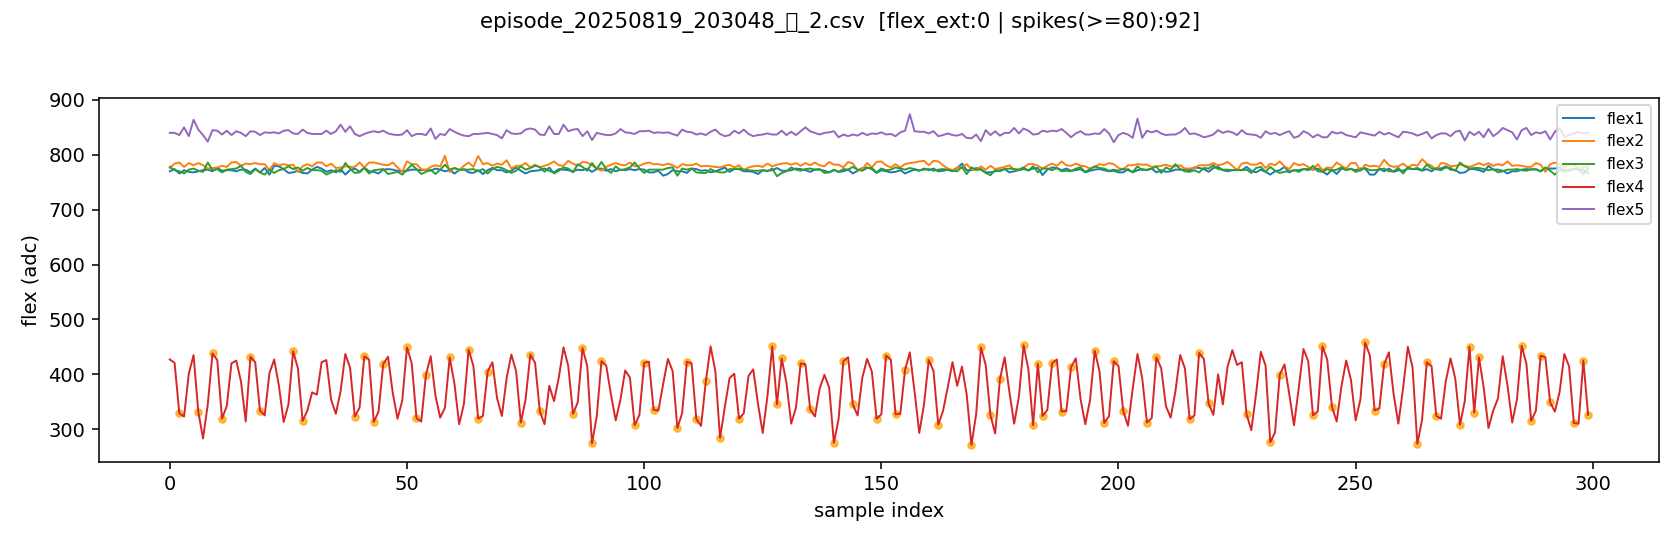 episode_20250819_203048_▯_2.csv [flex_ext:0 | spikes(>=80):92]
900
800
700
600
500
400
300
flex (adc)
flex1
flex2
flex3
flex4
flex5
0 50 100 150 200 250 300
sample index